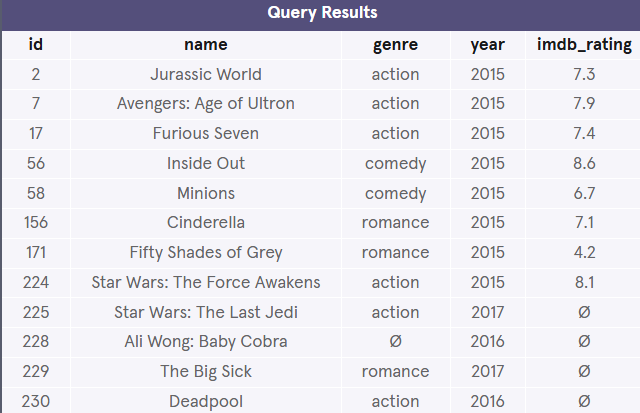 Query Results
id name genre year imdb_rating
2 Jurassic World action 2015 7.3
7 Avengers: Age of Ultron action 2015 7.9
17 Furious Seven action 2015 7.4
56 Inside Out comedy 2015 8.6
58 Minions comedy 2015 6.7
156 Cinderella romance 2015 7.1
171 Fifty Shades of Grey romance 2015 4.2
224 Star Wars: The Force Awakens action 2015 8.1
225 Star Wars: The Last Jedi action 2017 Ø
228 Ali Wong: Baby Cobra Ø 2016 Ø
229 The Big Sick romance 2017 Ø
230 Deadpool action 2016 Ø